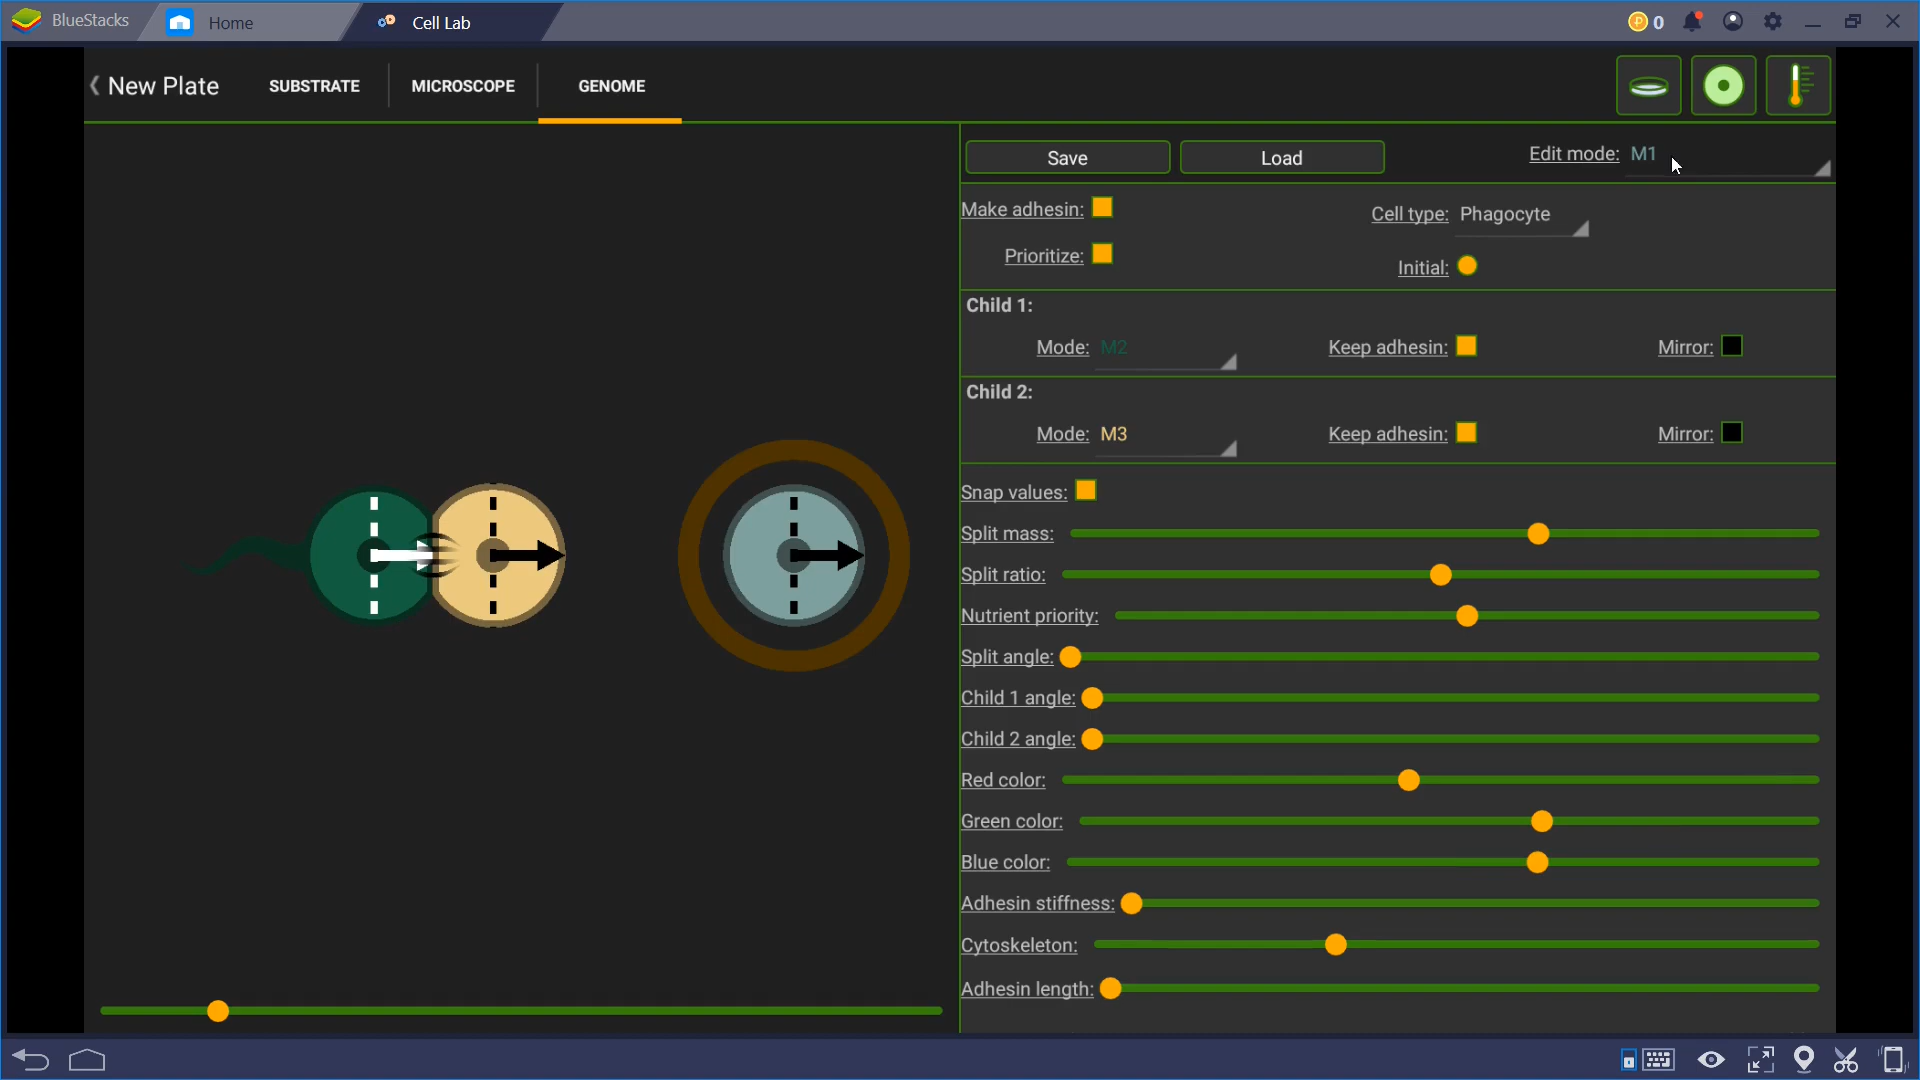 BlueStacks
Home
Cell Lab
0
New Plate
SUBSTRATE
MICROSCOPE
GENOME
Save
Load
Edit mode: M1
Make adhesin:
Cell type: Phagocyte
Prioritize:
Initial:
Child 1:
Mode: M2
Keep adhesin:
Mirror:
Child 2:
Mode: M3
Keep adhesin:
Mirror:
Snap values:
Split mass:
Split ratio:
Nutrient priority:
Split angle:
Child 1 angle:
Child 2 angle:
Red color:
Green color:
Blue color:
Adhesin stiffness:
Cytoskeleton:
Adhesin length: